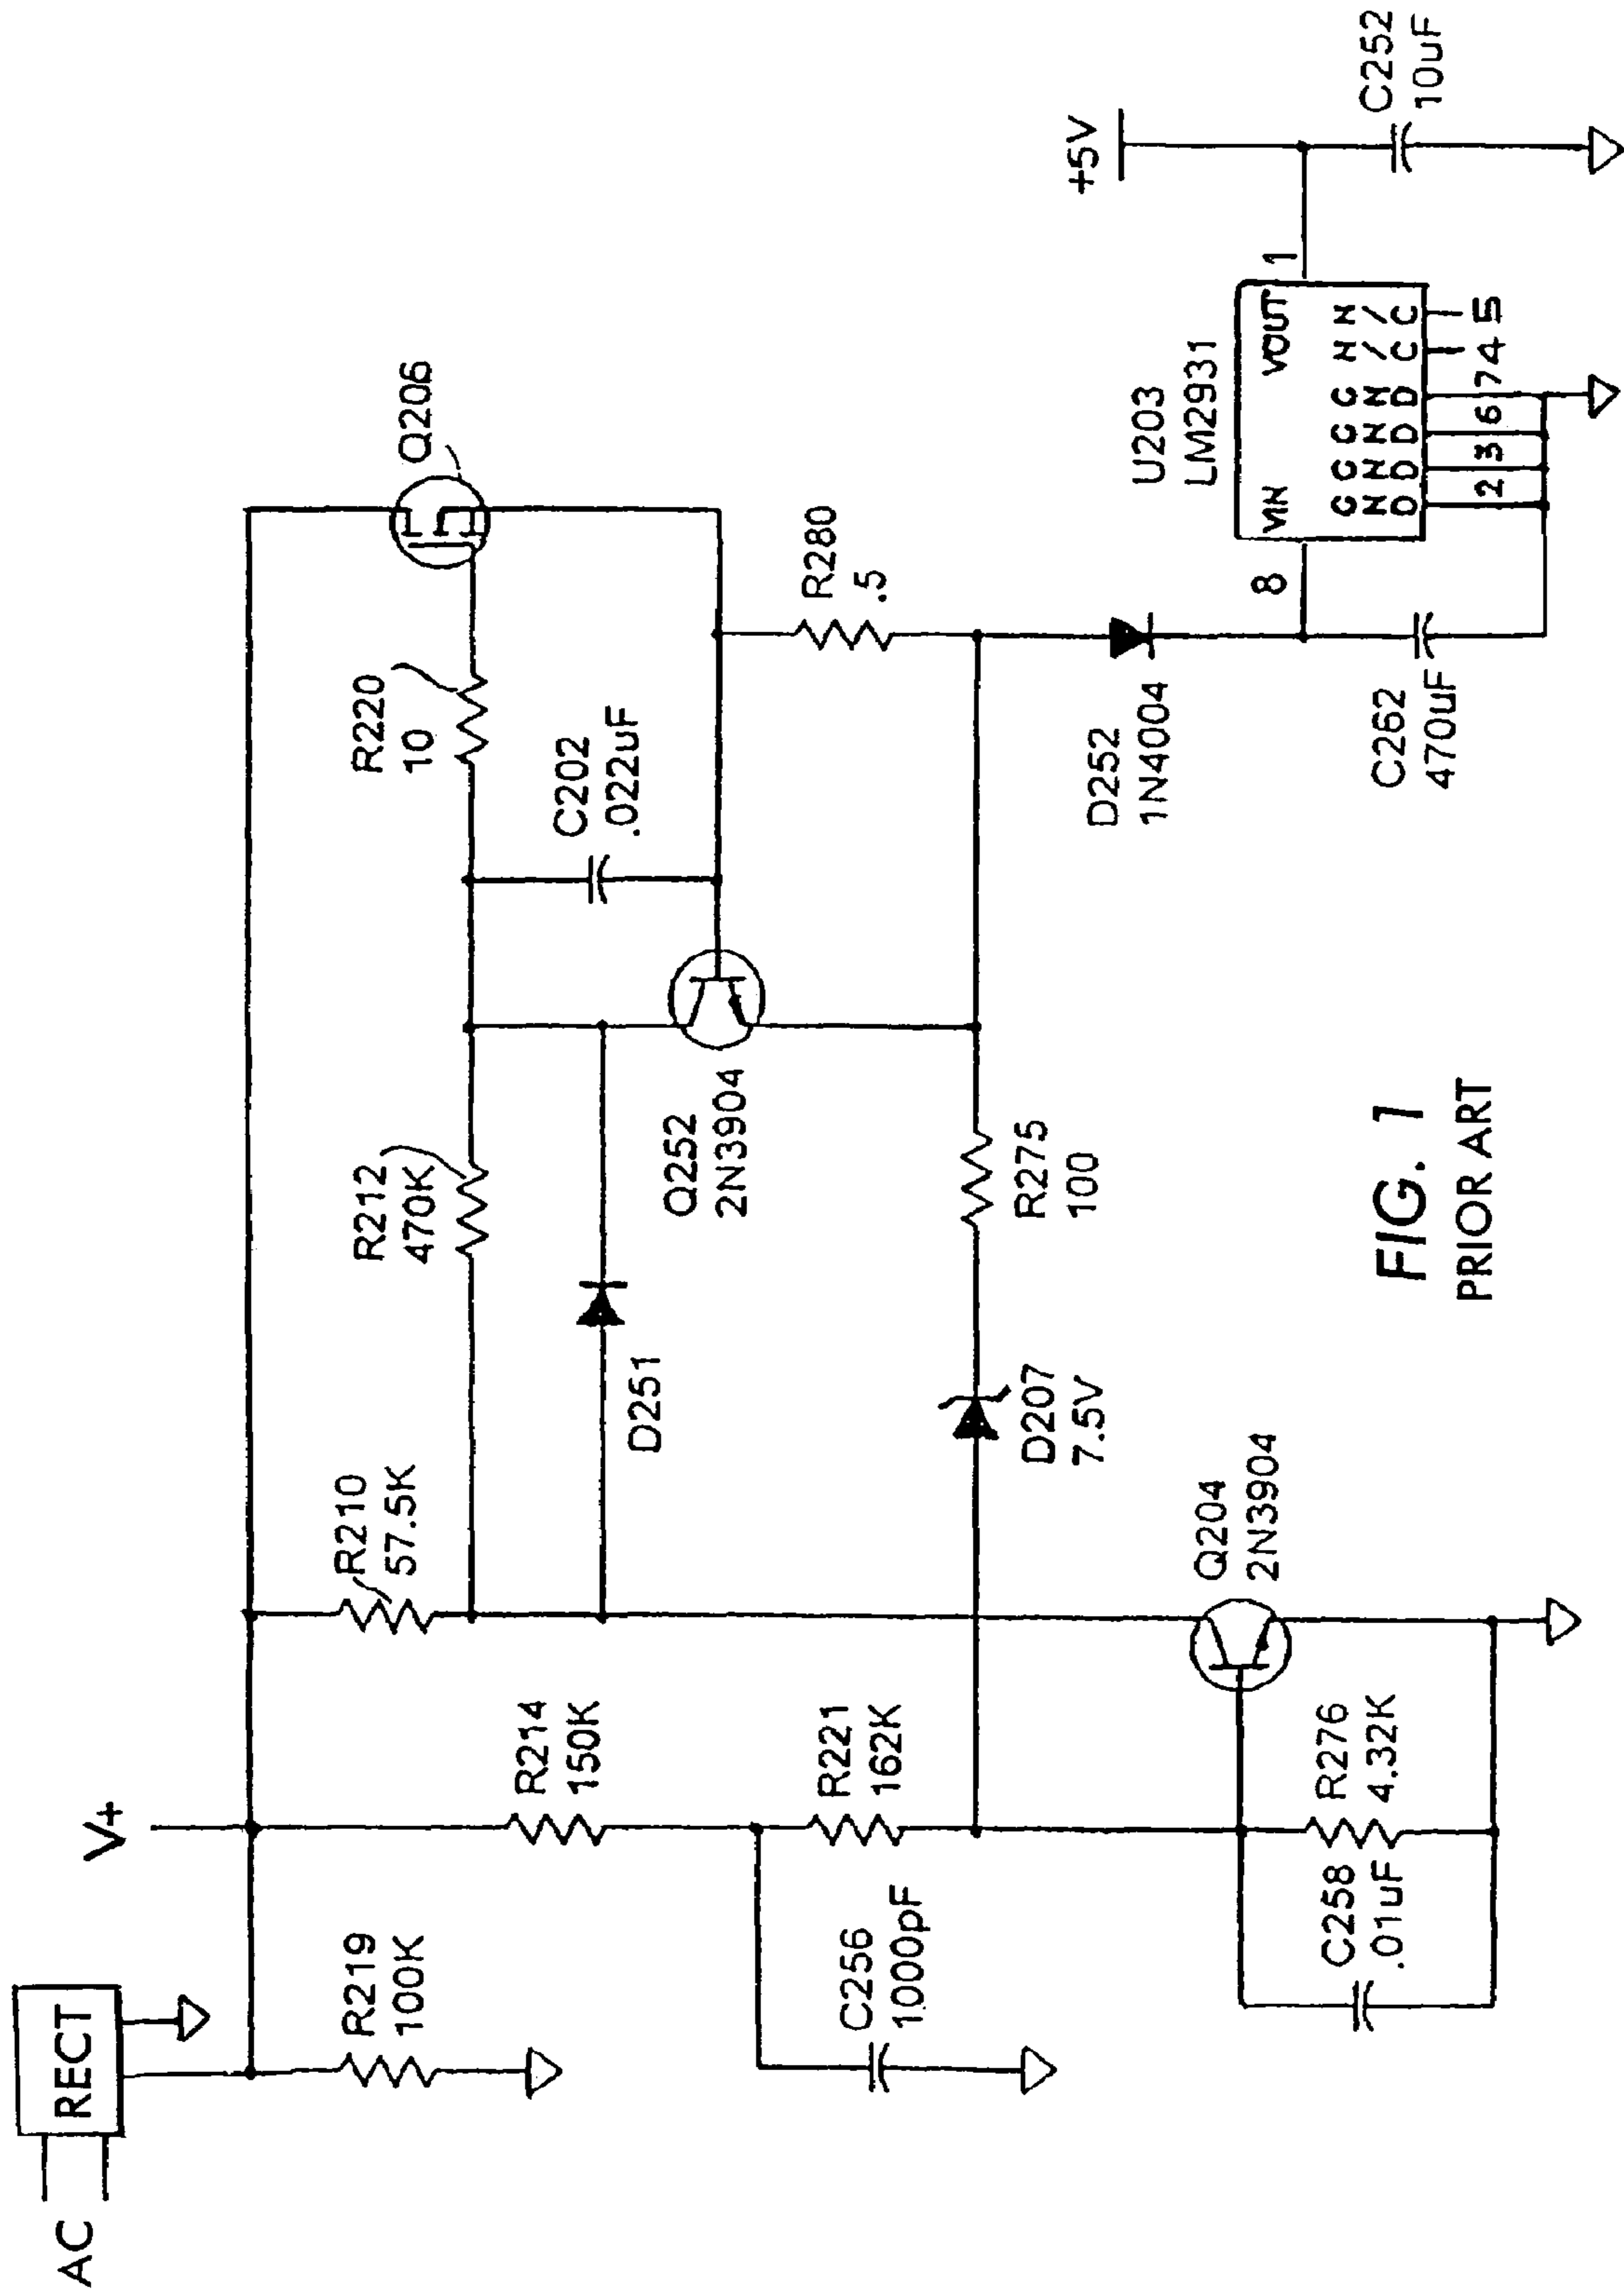 AC
RECT
V+
R219
100K
R214
150K
R210
57.5K
R212
470K
R220
10
Q206
C202
.022uF
D251
Q252
2N3904
R280
.5
C256
1000pF
R221
162K
D207
7.5V
R275
100
D252
1N4004
U203
LM2931
+5V
VIN
VOUT
8
1
GND
GND
GND
GND
N/C
N/C
2
3
6
7
4
5
C252
10uF
C262
470uF
Q204
2N3904
C258
.01uF
R276
4.32K
FIG. 1
PRIOR ART